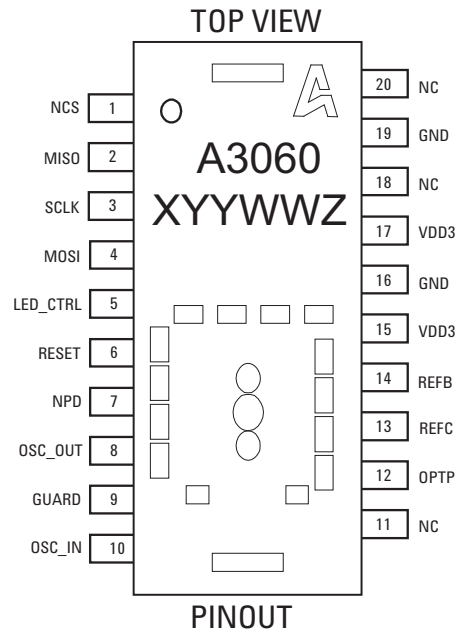 TOP VIEW
NCS 1
MISO 2
SCLK 3
MOSI 4
LED_CTRL 5
RESET 6
NPD 7
OSC_OUT 8
GUARD 9
OSC_IN 10
A3060
XYYWWZ
20 NC
19 GND
18 NC
17 VDD3
16 GND
15 VDD3
14 REFB
13 REFC
12 OPTP
11 NC
PINOUT